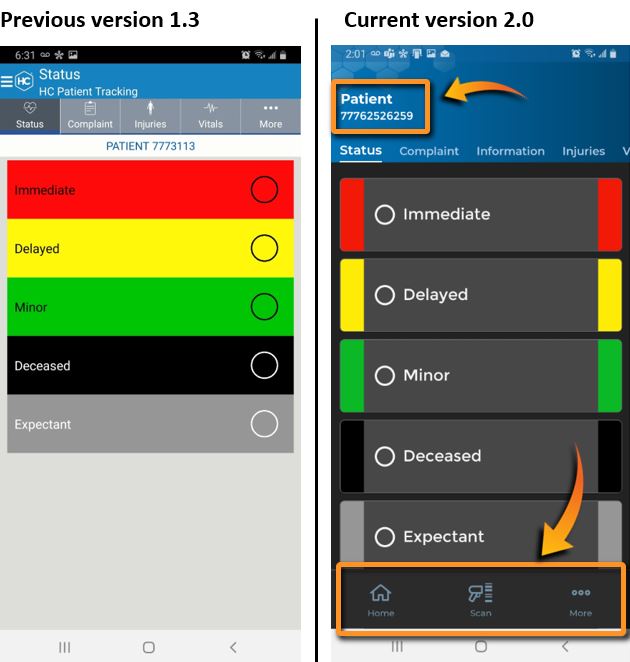 Previous version 1.3
6:31
Status
HC
HC Patient Tracking
Status Complaint Injuries Vitals More
PATIENT 7773113
Immediate
Delayed
Minor
Deceased
Expectant
Current version 2.0
2:01
Patient
77762526259
Status Complaint Information Injuries V
Immediate
Delayed
Minor
Deceased
Expectant
Home Scan More